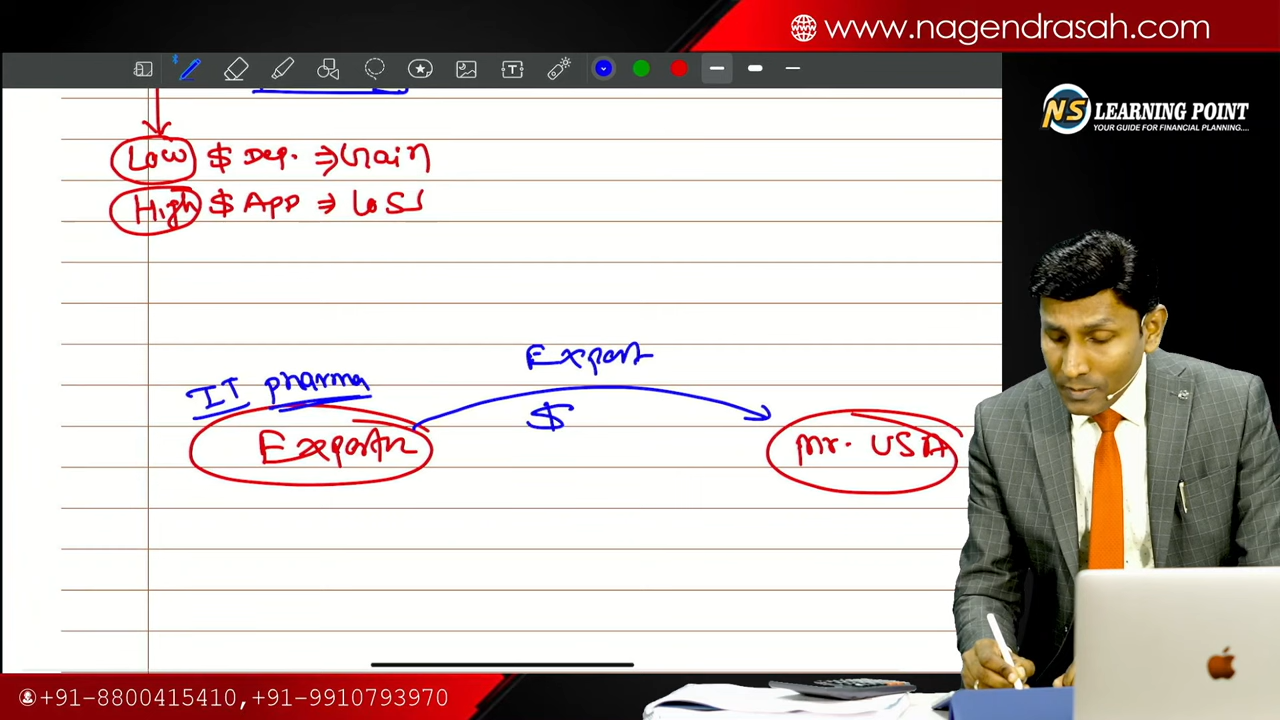 www.nagendrasah.com
NS LEARNING POINT
YOUR GUIDE FOR FINANCIAL PLANNING....
Low $ Dep. ⇒ Gain
High $ App ⇒ Loss
Export
IT pharma
$
Exporter
Mr. USA
+91-8800415410,+91-9910793970